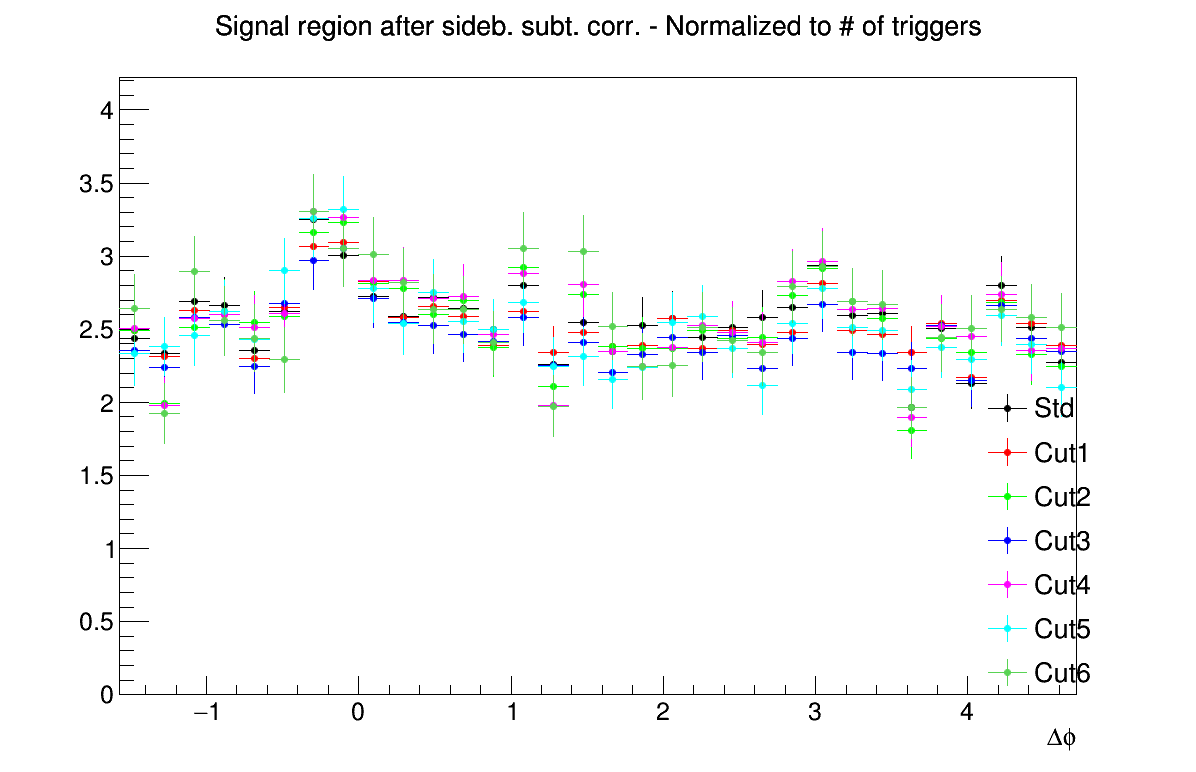 Signal region after sideb. subt. corr. - Normalized to # of triggers
4
3.5
3
2.5
2
1.5
1
0.5
0
Std
Cut1
Cut2
Cut3
Cut4
Cut5
Cut6
−1 0 1 2 3 4
Δϕ